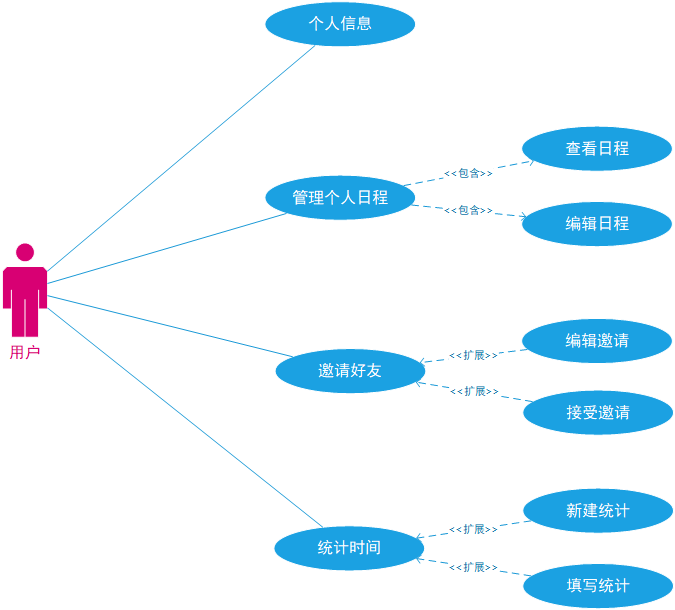 个人信息
查看日程
<<包含>>
管理个人日程
<<包含>>
编辑日程
用户
编辑邀请
<<扩展>>
邀请好友
<<扩展>>
接受邀请
新建统计
<<扩展>>
统计时间
<<扩展>>
填写统计